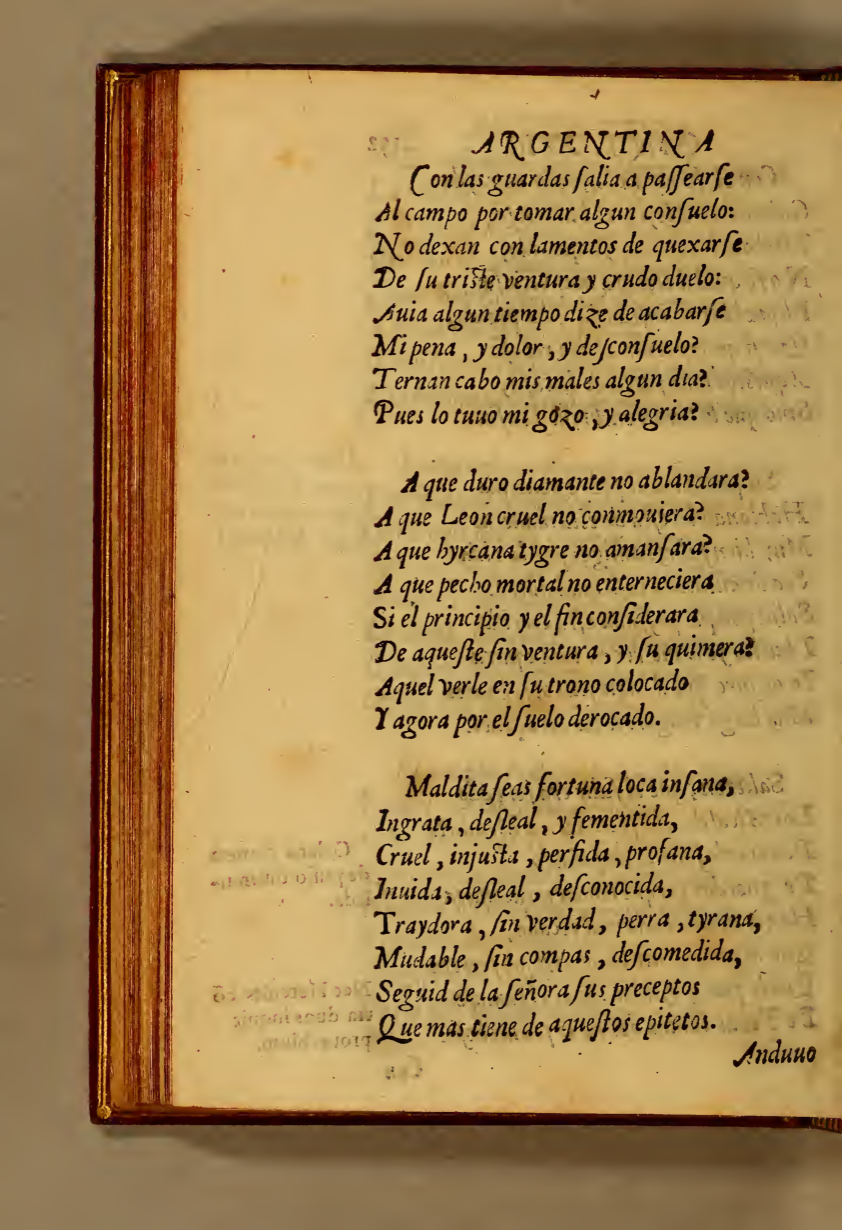 ARGENTINA
Con las guardas ſalia a paſſearſe
Al campo por tomar algun conſuelo:
No dexan con lamentos de quexarſe
De ſu triſte ventura y crudo duelo:
Auia algun tiempo dize de acabarſe
Mi pena, y dolor, y deſconſuelo?
Ternan cabo mis males algun dia?
Pues lo tuuo mi gozo, y alegria?
A que duro diamante no ablandara?
A que Leon cruel no conmouiera?
A que hyrcana tygre no amanſara?
A que pecho mortal no enterneciera
Si el principio y el fin conſiderara
De aqueſte ſin ventura, y ſu quimera?
Aquel verle en ſu trono colocado
Y agora por el ſuelo derocado.
Maldita ſeas fortuna loca inſana,
Ingrata, deſleal, y fementida,
Cruel, injuſta, perfida, profana,
Inuida, deſleal, deſconocida,
Traydora, ſin verdad, perra, tyrana,
Mudable, ſin compas, deſcomedida,
Seguid de la ſeñora ſus preceptos
Que mas tiene de aqueſtos epitetos.
Anduuo